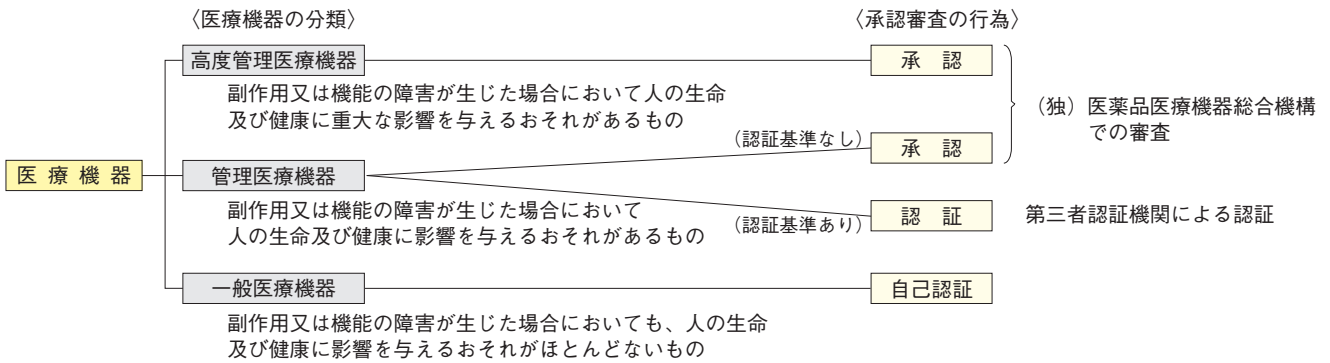 〈医療機器の分類〉
〈承認審査の行為〉
高度管理医療機器
承認
副作用又は機能の障害が生じた場合において人の生命
及び健康に重大な影響を与えるおそれがあるもの
（独）医薬品医療機器総合機構
での審査
（認証基準なし）
承認
医療機器
管理医療機器
副作用又は機能の障害が生じた場合において
人の生命及び健康に影響を与えるおそれがあるもの
（認証基準あり）
認証
第三者認証機関による認証
一般医療機器
自己認証
副作用又は機能の障害が生じた場合においても、人の生命
及び健康に影響を与えるおそれがほとんどないもの